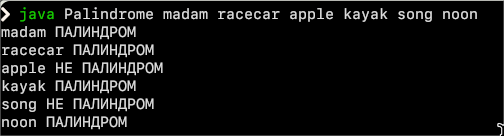 ❯ java Palindrome madam racecar apple kayak song noon
madam ПАЛИНДРОМ
racecar ПАЛИНДРОМ
apple НЕ ПАЛИНДРОМ
kayak ПАЛИНДРОМ
song НЕ ПАЛИНДРОМ
noon ПАЛИНДРОМ